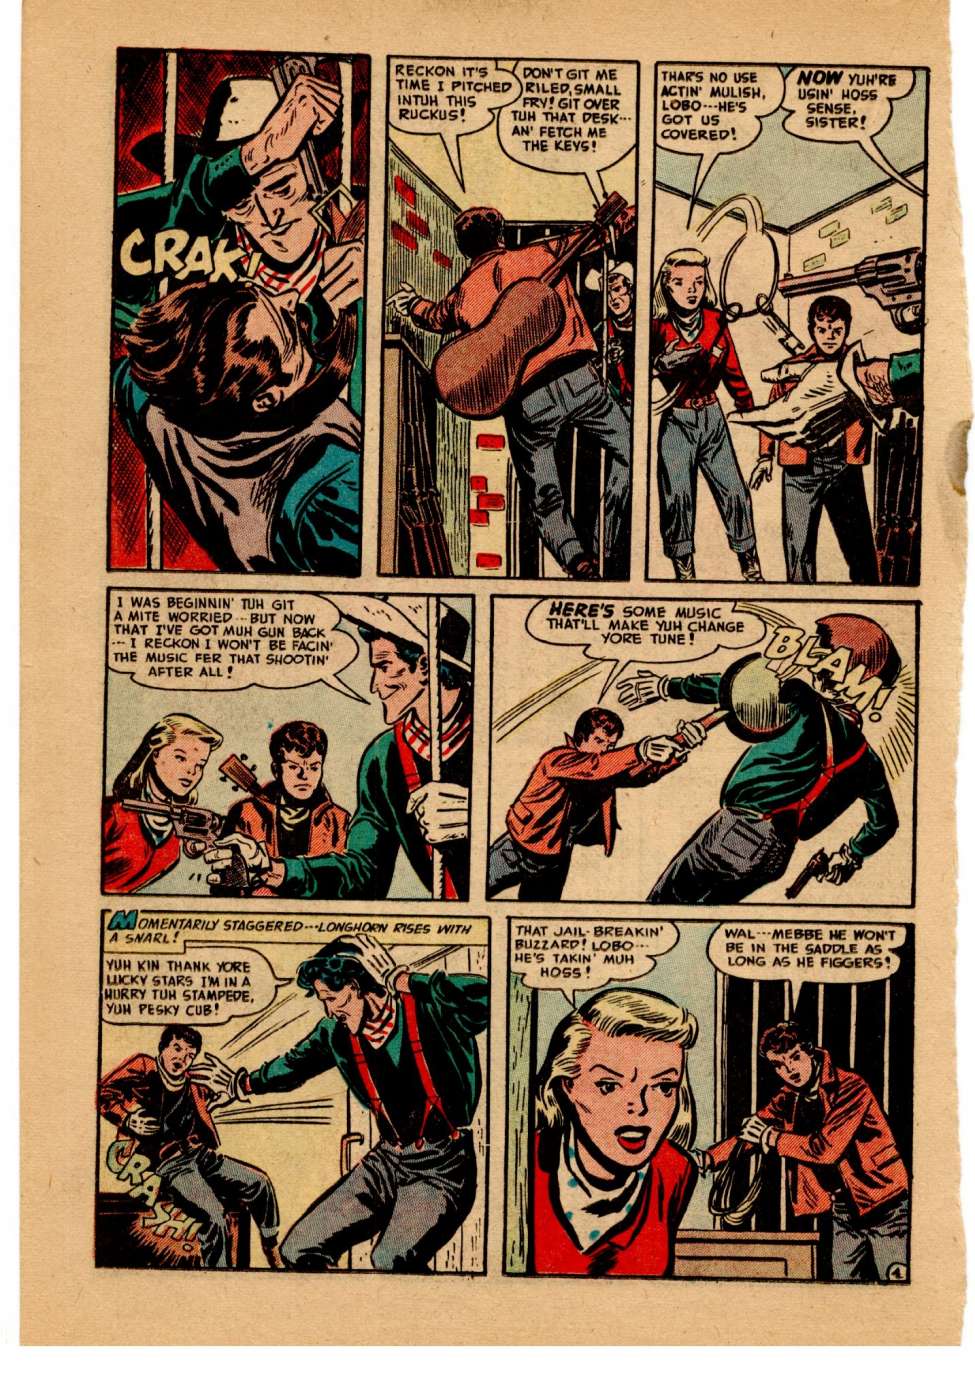 CRAK!
RECKON IT'S
TIME I PITCHED
INTUH THIS
RUCKUS!
DON'T GIT ME
RILED, SMALL
FRY! GIT OVER
TUH THAT DESK---
AN' FETCH ME
THE KEYS!
THAR'S NO USE
ACTIN' MULISH,
LOBO---HE'S
GOT US
COVERED!
NOW YUH'RE
USIN' HOSS
SENSE,
SISTER!
I WAS BEGINNIN' TUH GIT
A MITE WORRIED---BUT NOW
THAT I'VE GOT MUH GUN BACK
---I RECKON I WON'T BE FACIN'
THE MUSIC FER THAT SHOOTIN'
AFTER ALL!
HERE'S SOME MUSIC
THAT'LL MAKE YUH CHANGE
YORE TUNE!
BLAM!
MOMENTARILY STAGGERED---LONGHORN RISES WITH
A SNARL!
YUH KIN THANK YORE
LUCKY STARS I'M IN A
HURRY TUH STAMPEDE,
YUH PESKY CUB!
CRASH!
THAT JAIL-BREAKIN'
BUZZARD! LOBO---
HE'S TAKIN' MUH
HOSS!
WAL---MEBBE HE WON'T
BE IN THE SADDLE AS
LONG AS HE FIGGERS!
4